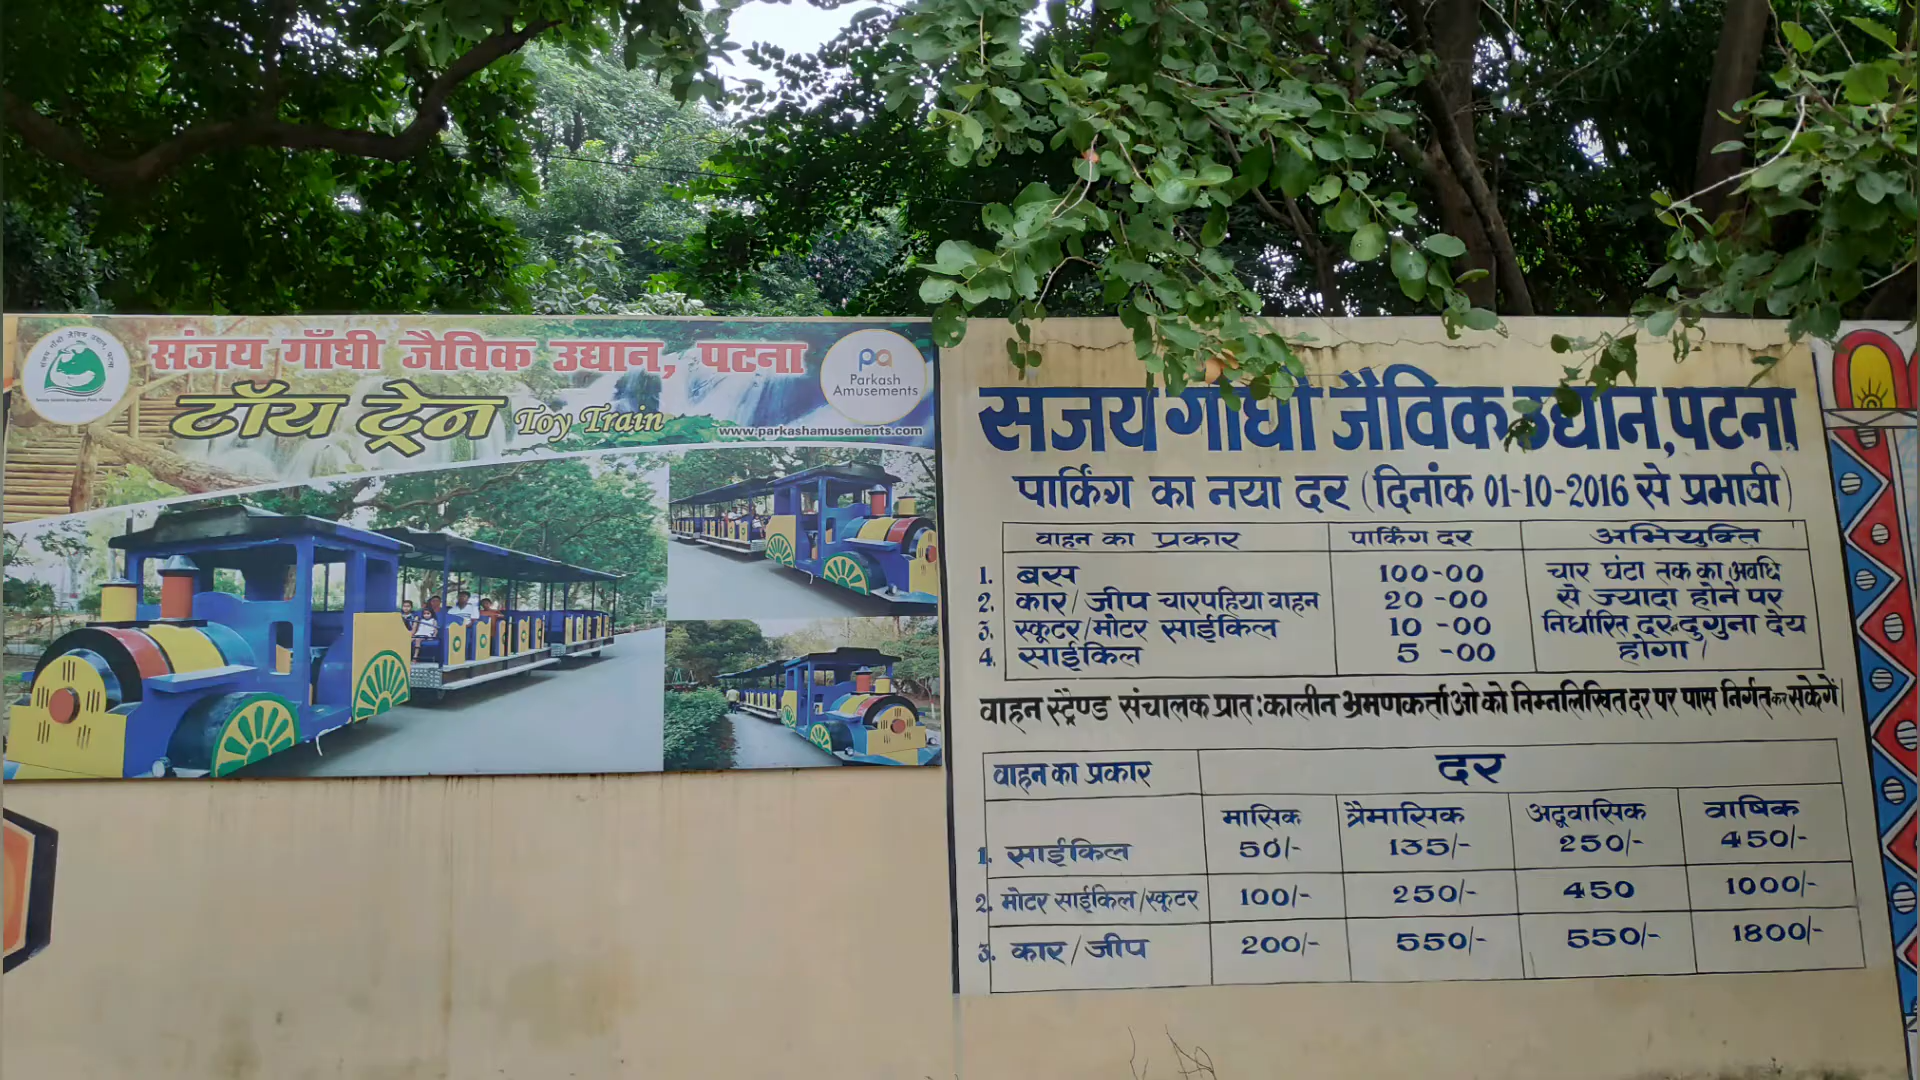 संजय गाँधी जैविक उद्यान, पटना
टॉय ट्रेन Toy Train
pa
Parkash
Amusements
www.parkashamusements.com
संजय गांधी जैविक उद्यान, पटना
पार्किंग का नया दर (दिनांक 01-10-2016 से प्रभावी)
वाहन का प्रकार पार्किंग दर अभियुक्ति
1. बस 100-00 चार घंटा तक का अवधि
2. कार/जीप चारपहिया वाहन 20-00 से ज्यादा होने पर
3. स्कूटर/मोटर साईकिल 10-00 निर्धारित दर दुगुना देय
4. साईकिल 5-00 होगा।
वाहन स्ट्रैण्ड संचालक प्रात:कालीन भ्रमणकर्त्ताओ को निम्नलिखित दर पर पास निर्गत कर सकेगें|
वाहन का प्रकार दर
मासिक त्रैमासिक अद्र्वासिक वाषिक
1. साईकिल 50/- 135/- 250/- 450/-
2. मोटर साईकिल/स्कूटर 100/- 250/- 450 1000/-
3. कार/जीप 200/- 550/- 550/- 1800/-